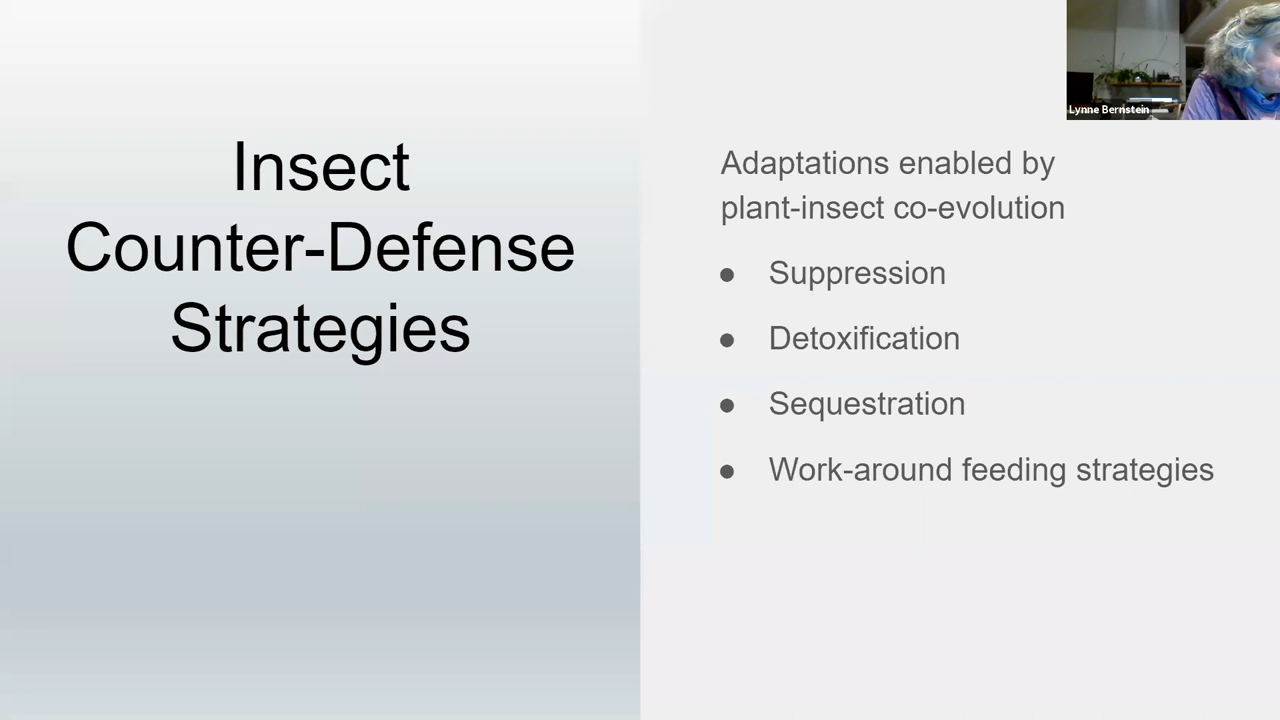 Insect
Counter-Defense
Strategies
Lynne Bernstein
Adaptations enabled by
plant-insect co-evolution
● Suppression
● Detoxification
● Sequestration
● Work-around feeding strategies